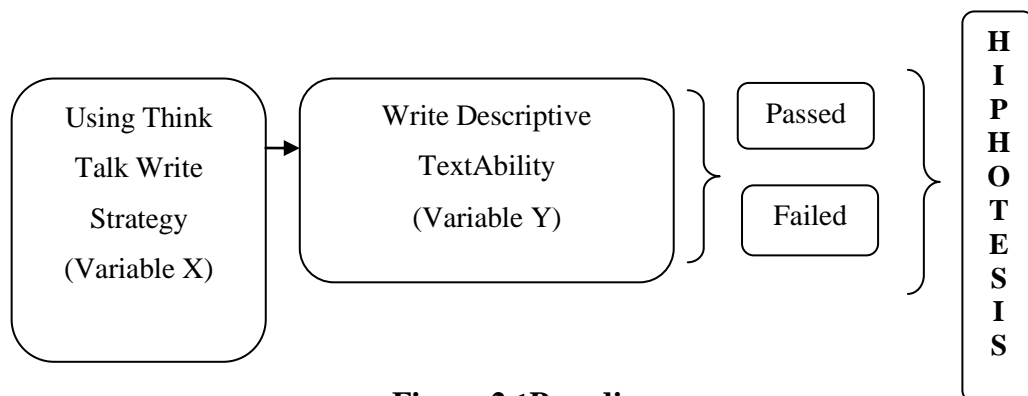 Using Think
Talk Write
Strategy
(Variable X)
Write Descriptive
TextAbility
(Variable Y)
Passed
Failed
H
I
P
H
O
T
E
S
I
S